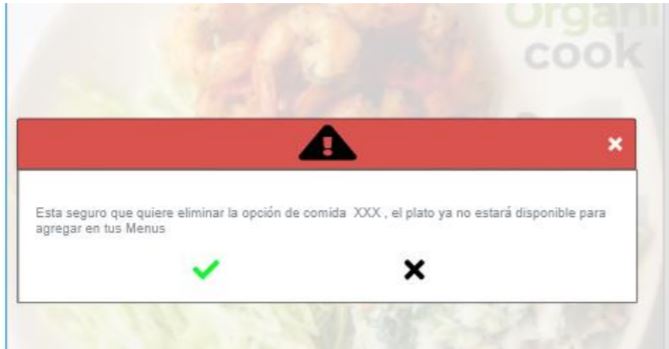 Organi
cook
Esta seguro que quiere eliminar la opción de comida XXX , el plato ya no estará disponible para
agregar en tus Menus